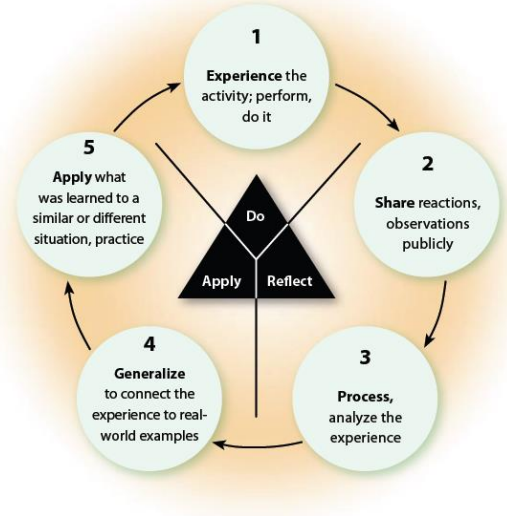 1
Experience the
activity; perform,
do it
2
Share reactions,
observations
publicly
3
Process,
analyze the
experience
4
Generalize
to connect the
experience to real-
world examples
5
Apply what
was learned to a
similar or different
situation, practice
Do
Apply
Reflect